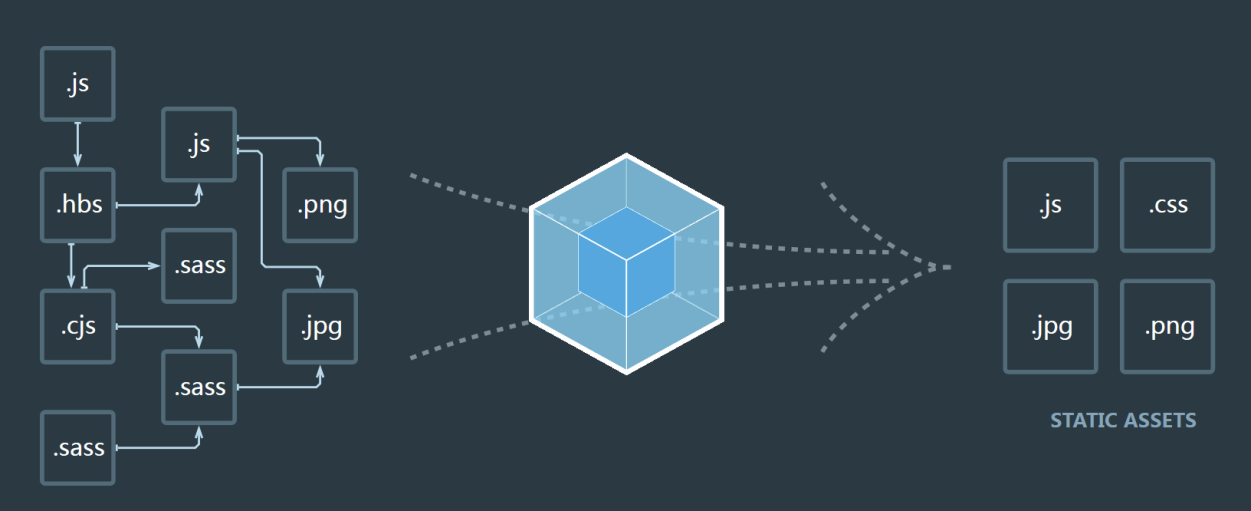 .js
.js
.hbs
.png
.sass
.cjs
.jpg
.sass
.sass
.js
.css
.jpg
.png
STATIC ASSETS